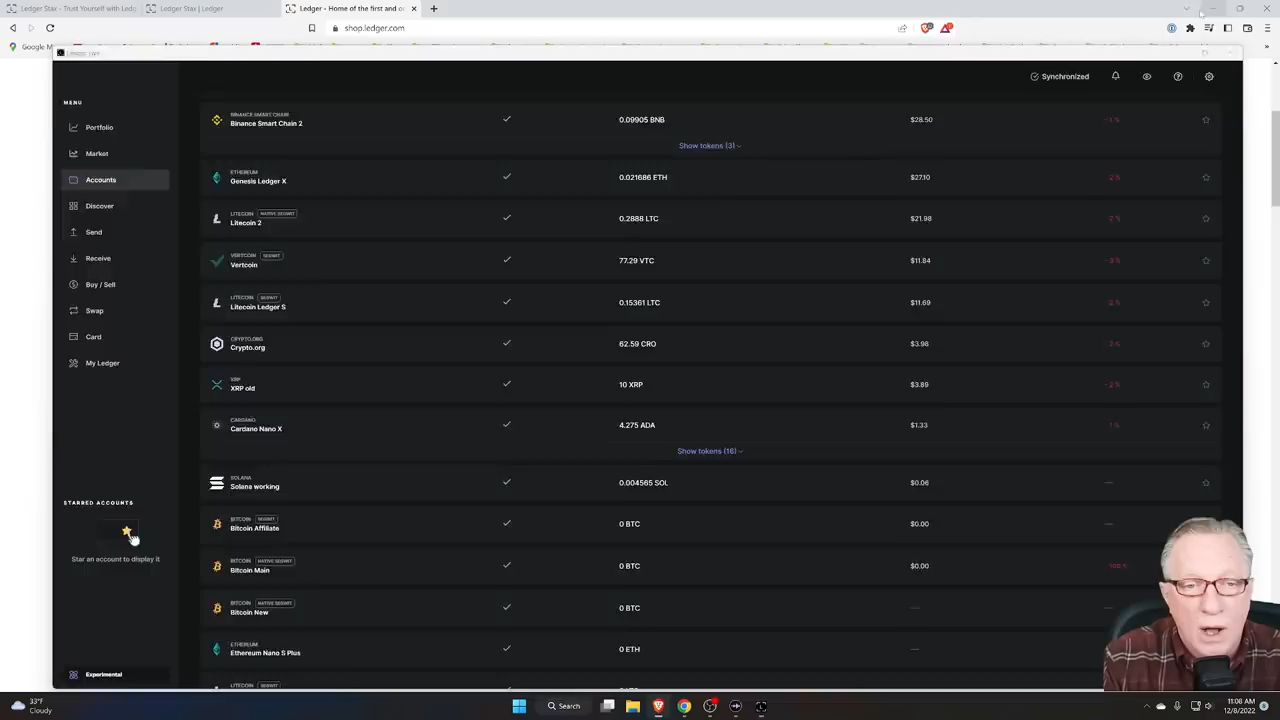 Ledger Stax - Trust Yourself with Ledg
Ledger Stax | Ledger
Ledger - Home of the first and o
shop.ledger.com
Google M
Synchronized
MENU
Portfolio
Market
Accounts
Discover
Send
Receive
Buy / Sell
Swap
Card
My Ledger
STARRED ACCOUNTS
Star an account to display it
Experimental
BINANCE SMART CHAIN
Binance Smart Chain 2
0.09905 BNB
$28.50
Show tokens (3)
ETHEREUM
Genesis Ledger X
0.021686 ETH
$27.10
LITECOIN NATIVE SEGWIT
Litecoin 2
0.2888 LTC
$21.98
VERTCOIN SEGWIT
Vertcoin
77.29 VTC
$11.84
LITECOIN SEGWIT
Litecoin Ledger S
0.15361 LTC
$11.69
CRYPTO.ORG
Crypto.org
62.59 CRO
$3.98
XRP
XRP old
10 XRP
$3.89
CARDANO
Cardano Nano X
4.275 ADA
$1.33
Show tokens (16)
SOLANA
Solana working
0.004565 SOL
$0.06
BITCOIN SEGWIT
Bitcoin Affiliate
0 BTC
$0.00
BITCOIN NATIVE SEGWIT
Bitcoin Main
0 BTC
$0.00
BITCOIN NATIVE SEGWIT
Bitcoin New
0 BTC
ETHEREUM
Ethereum Nano S Plus
0 ETH
LITECOIN
33°F
Cloudy
Search
11:08 AM
12/8/2022